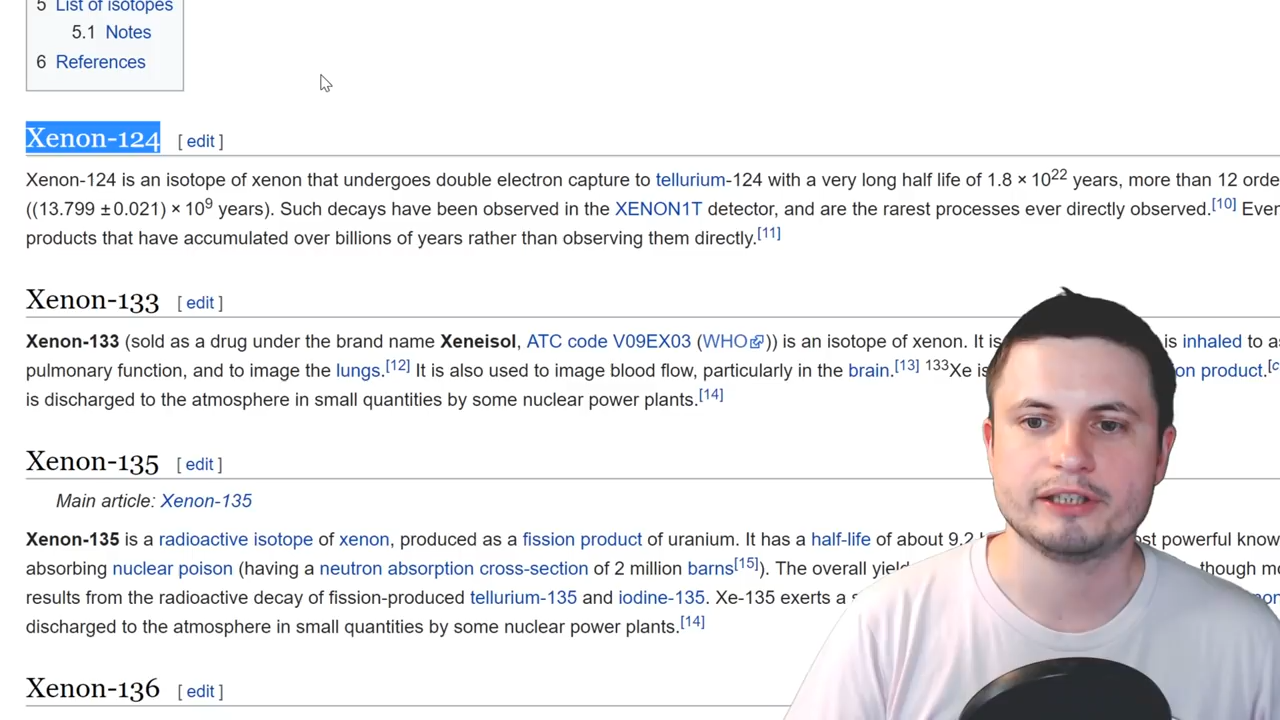 5 List of isotopes
5.1 Notes
6 References
Xenon-124 [ edit ]
Xenon-124 is an isotope of xenon that undergoes double electron capture to tellurium-124 with a very long half life of 1.8 × 10²² years, more than 12
((13.799 ± 0.021) × 10⁹ years). Such decays have been observed in the XENON1T detector, and are the rarest processes ever directly observed.[10]
products that have accumulated over billions of years rather than observing them directly.[11]
Xenon-133 [ edit ]
Xenon-133 (sold as a drug under the brand name Xeneisol, ATC code V09EX03 (WHO)) is an isotope of xenon. It is is inhaled to
pulmonary function, and to image the lungs.[12] It is also used to image blood flow, particularly in the brain.[13] ¹³³Xe is product.
is discharged to the atmosphere in small quantities by some nuclear power plants.[14]
Xenon-135 [ edit ]
Main article: Xenon-135
Xenon-135 is a radioactive isotope of xenon, produced as a fission product of uranium. It has a half-life of about 9.2 powerful
absorbing nuclear poison (having a neutron absorption cross-section of 2 million barns[15]). The overall though
results from the radioactive decay of fission-produced tellurium-135 and iodine-135. Xe-135 exerts a
discharged to the atmosphere in small quantities by some nuclear power plants.[14]
Xenon-136 [ edit ]